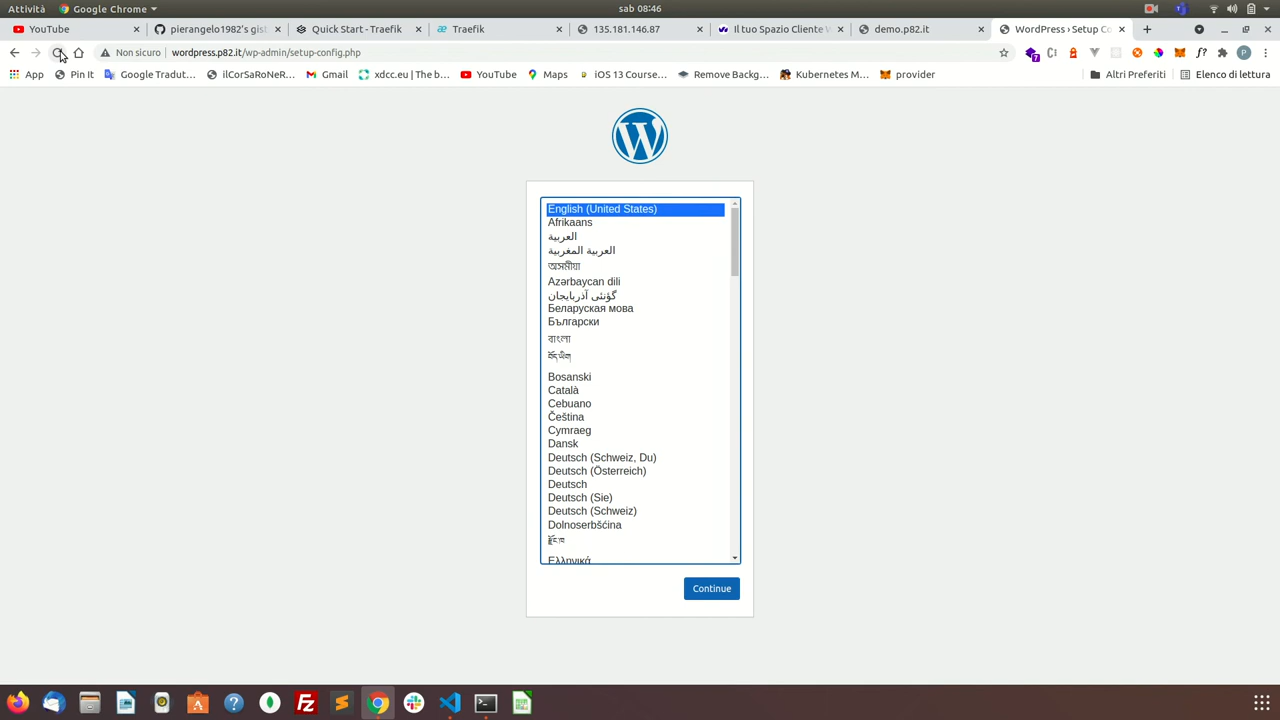 Attività
Google Chrome
sab 08:46
YouTube
pierangelo1982's gis
Quick Start - Traefik
Traefik
135.181.146.87
Il tuo Spazio Cliente W
demo.p82.it
WordPress › Setup Co
Non sicuro
wordpress.p82.it/wp-admin/setup-config.php
7
P
App
Pin It
Google Tradut...
ilCorSaRoNeR...
Gmail
xdcc.eu | The b...
YouTube
Maps
iOS 13 Course...
Remove Backg...
Kubernetes M...
provider
Altri Preferiti
Elenco di lettura
English (United States)
Afrikaans
العربية
العربية المغربية
অসমীয়া
Azərbaycan dili
گؤنئی آذربایجان
Беларуская мова
Български
বাংলা
བོད་ཡིག
Bosanski
Català
Cebuano
Čeština
Cymraeg
Dansk
Deutsch (Schweiz, Du)
Deutsch (Österreich)
Deutsch
Deutsch (Sie)
Deutsch (Schweiz)
Dolnoserbšćina
རྫོང་ཁ
Ελληνικά
Continue